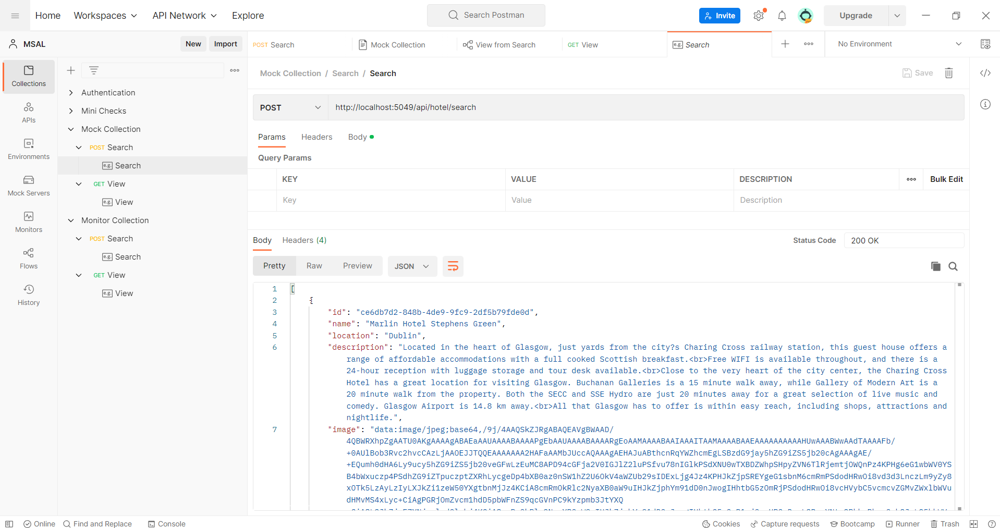 Home Workspaces API Network Explore Search Postman Invite Upgrade
MSAL New Import POST Search Mock Collection View from Search GET View e.g. Search No Environment
Collections
APIs
Environments
Mock Servers
Monitors
Flows
History
Authentication
Mini Checks
Mock Collection
POST Search
e.g. Search
GET View
e.g. View
Monitor Collection
POST Search
e.g. Search
GET View
e.g. View
Mock Collection / Search / Search Save
POST http://localhost:5049/api/hotel/search
Params Headers Body
Query Params
KEY VALUE DESCRIPTION Bulk Edit
Key Value Description
Body Headers (4) Status Code 200 OK
Pretty Raw Preview JSON
1 [
2 {
3 "id": "ce6db7d2-848b-4de9-9fc9-2df5b79fde0d",
4 "name": "Marlin Hotel Stephens Green",
5 "location": "Dublin",
6 "description": "Located in the heart of Glasgow, just yards from the city?s Charing Cross railway station, this guest house offers a
range of affordable accommodations with a full cooked Scottish breakfast.<br>Free WIFI is available throughout, and there is a
24-hour reception with luggage storage and tour desk available.<br>Close to the very heart of the city center, the Charing Cross
Hotel has a great location for visiting Glasgow. Buchanan Galleries is a 15 minute walk away, while Gallery of Modern Art is a
20 minute walk from the property. Both the SECC and SSE Hydro are just 20 minutes away for a great selection of live music and
comedy. Glasgow Airport is 14.8 km away.<br>All that Glasgow has to offer is within easy reach, including shops, attractions and
nightlife.",
7 "image": "data:image/jpeg;base64,/9j/4AAQSkZJRgABAQEAVgBWAAD/
Online Find and Replace Console Cookies Capture requests Bootcamp Runner Trash